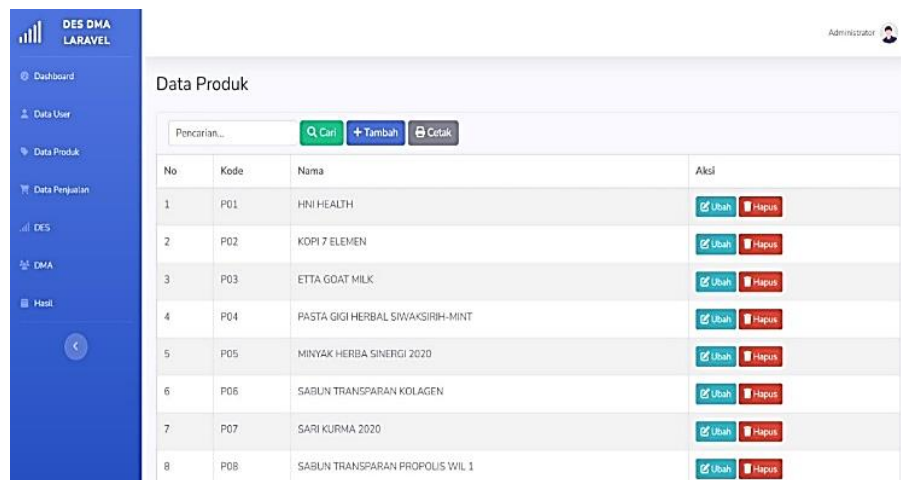 DES DMA
LARAVEL
Administrator
Dashboard
Data User
Data Produk
Data Penjualan
DES
DMA
Hasil
Data Produk
Pencarian...
Cari
+ Tambah
Cetak
No Kode Nama Aksi
1 P01 HNI HEALTH Ubah Hapus
2 P02 KOPI 7 ELEMEN Ubah Hapus
3 P03 ETTA GOAT MILK Ubah Hapus
4 P04 PASTA GIGI HERBAL SIWAKSIRIH-MINT Ubah Hapus
5 P05 MINYAK HERBA SINERGI 2020 Ubah Hapus
6 P06 SABUN TRANSPARAN KOLAGEN Ubah Hapus
7 P07 SARI KURMA 2020 Ubah Hapus
8 P08 SABUN TRANSPARAN PROPOLIS WIL 1 Ubah Hapus